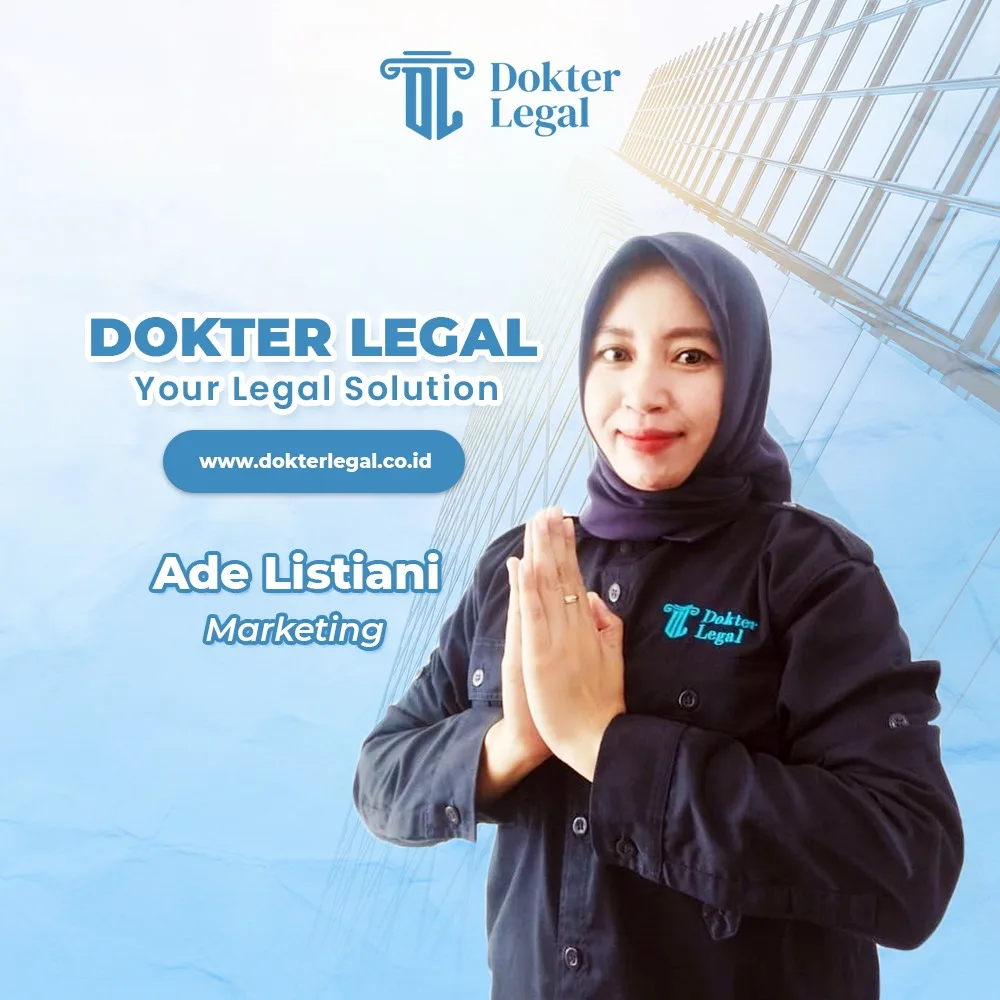 Dokter
Legal
DOKTER LEGAL
Your Legal Solution
www.dokterlegal.co.id
Ade Listiani
Marketing
Dokter
Legal